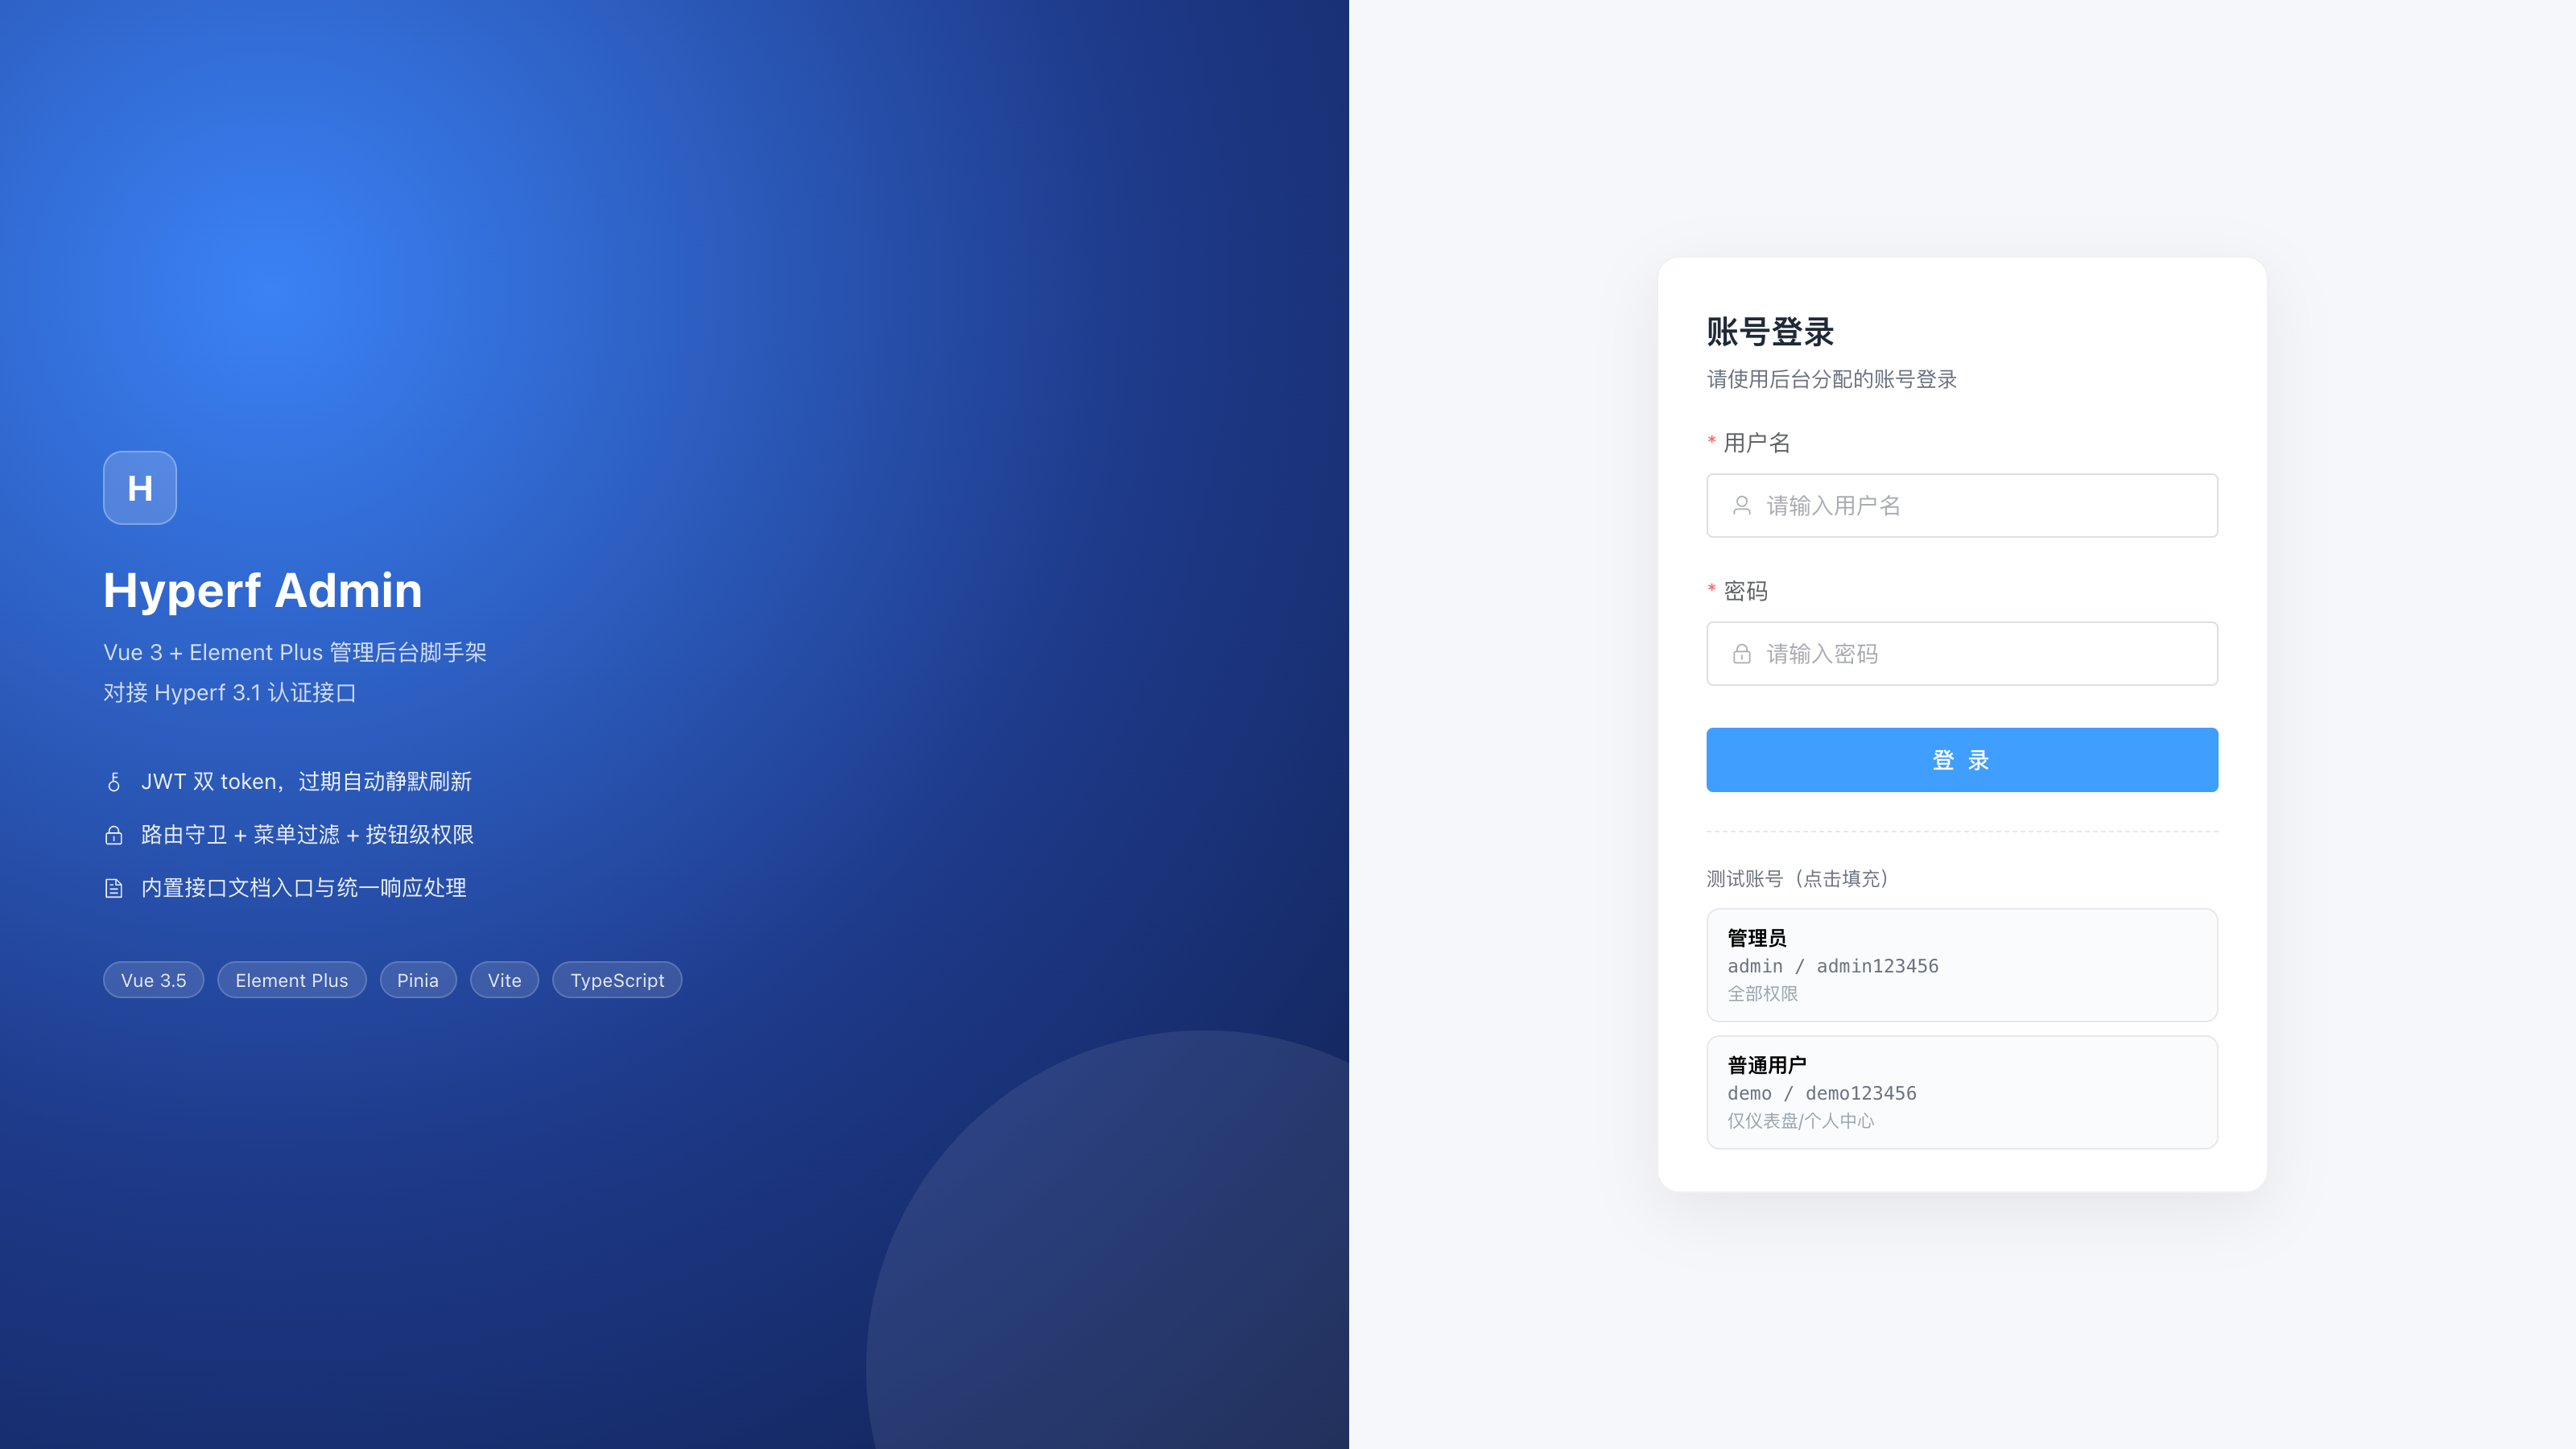 H
Hyperf Admin
Vue 3 + Element Plus 管理后台脚手架
对接 Hyperf 3.1 认证接口
JWT 双 token，过期自动静默刷新
路由守卫 + 菜单过滤 + 按钮级权限
内置接口文档入口与统一响应处理
Vue 3.5 Element Plus Pinia Vite TypeScript
账号登录
请使用后台分配的账号登录
* 用户名
请输入用户名
* 密码
请输入密码
登 录
测试账号（点击填充）
管理员
admin / admin123456
全部权限
普通用户
demo / demo123456
仅仪表盘/个人中心